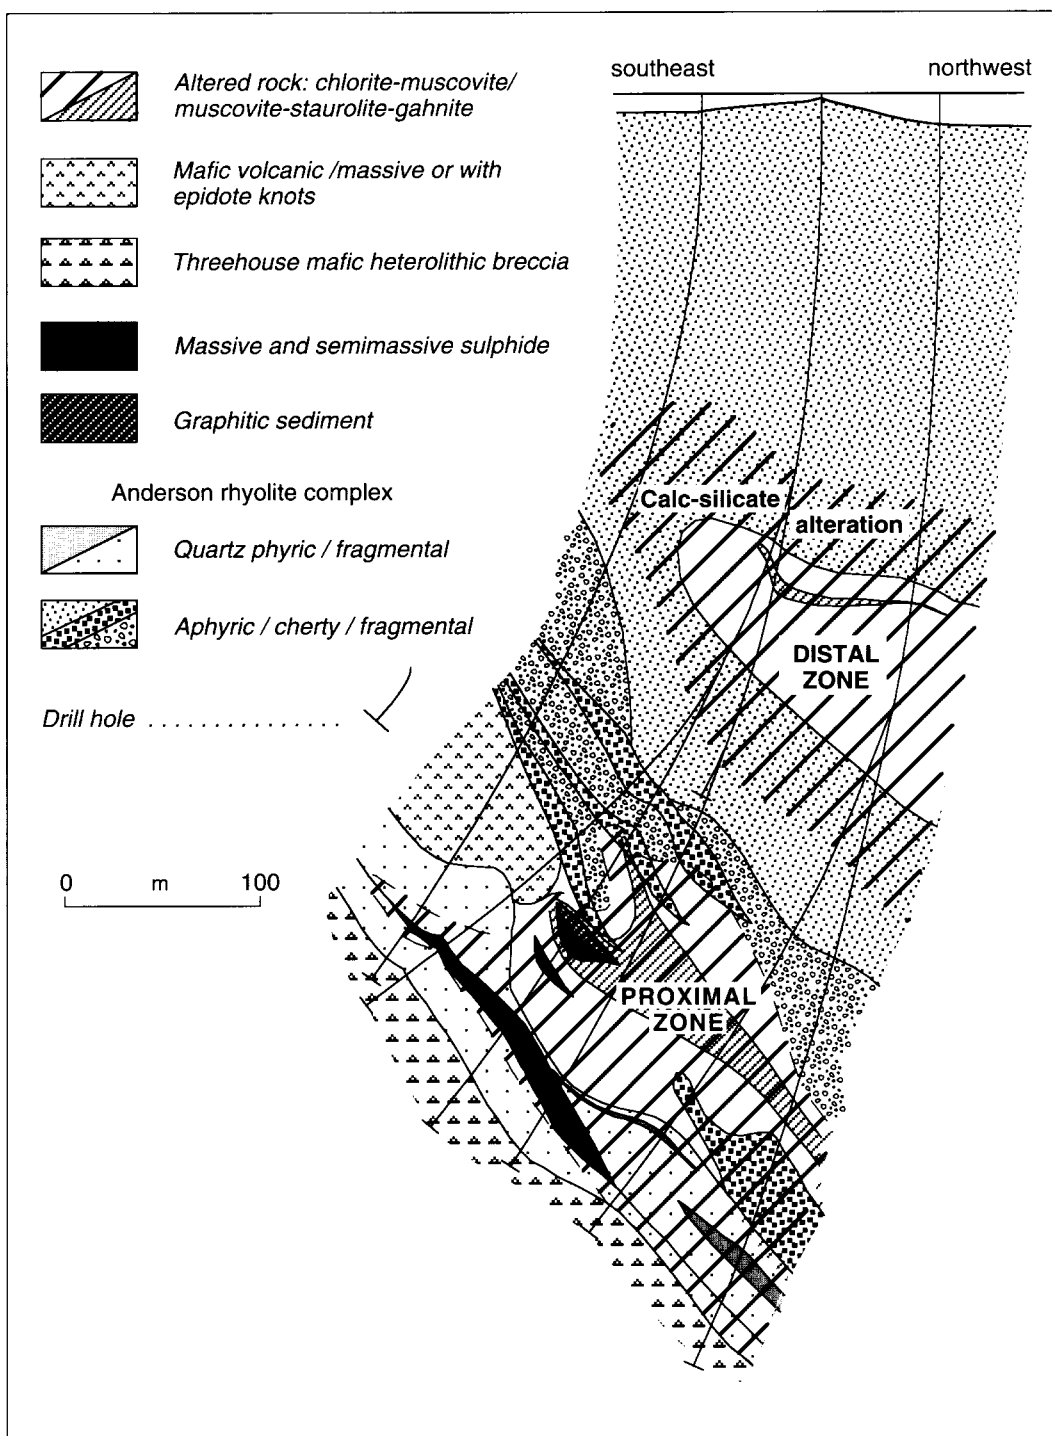 southeast
northwest
Altered rock: chlorite-muscovite/
muscovite-staurolite-gahnite
Mafic volcanic /massive or with
epidote knots
Threehouse mafic heterolithic breccia
Massive and semimassive sulphide
Graphitic sediment
Anderson rhyolite complex
Quartz phyric / fragmental
Aphyric / cherty / fragmental
Drill hole ..................
0 m 100
Calc-silicate
alteration
DISTAL
ZONE
PROXIMAL
ZONE